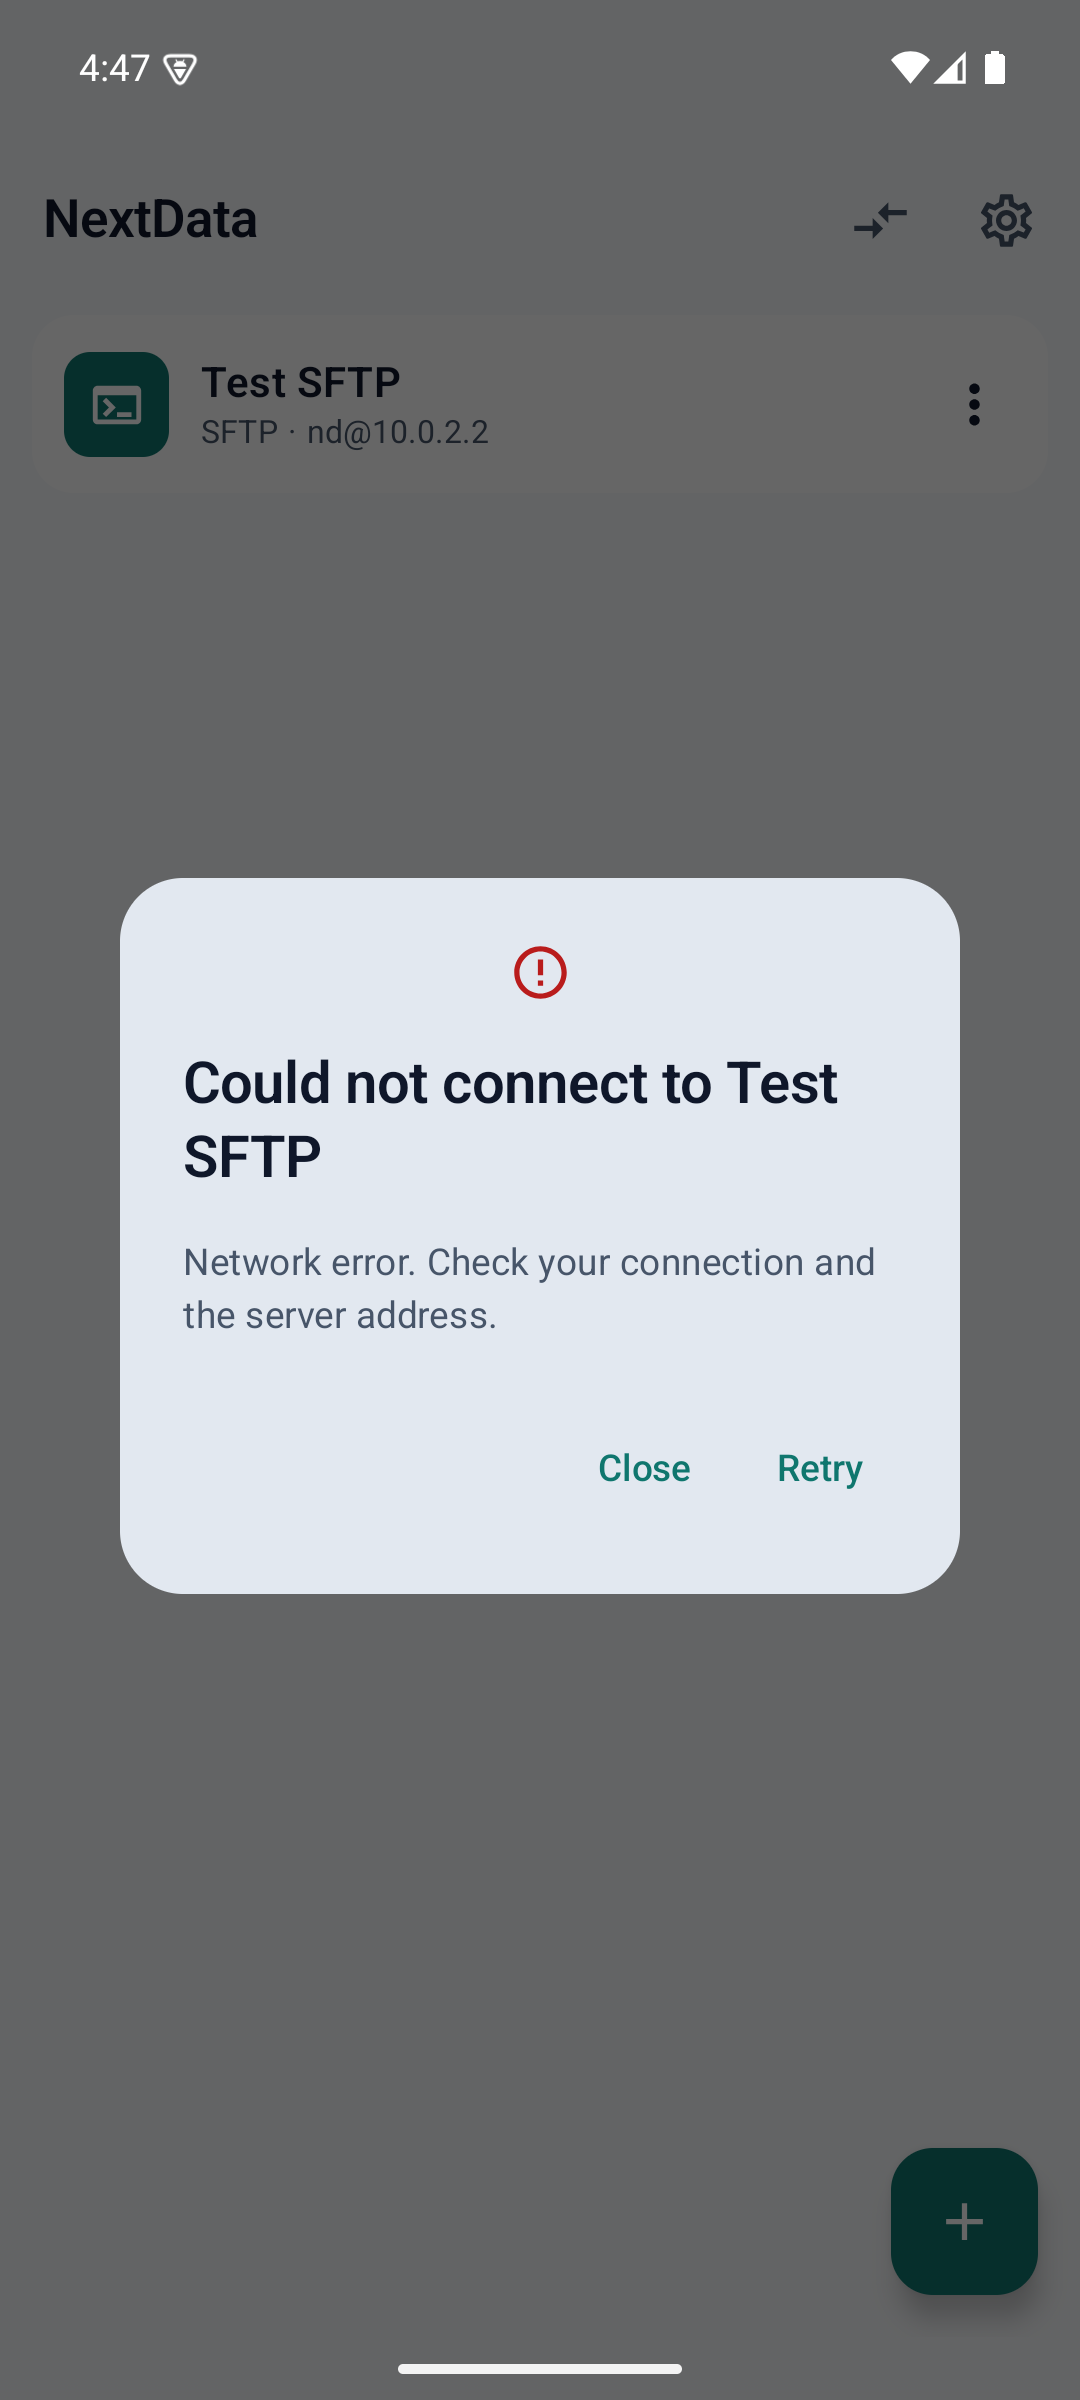 4:47
NextData
Test SFTP
SFTP · nd@10.0.2.2
Could not connect to Test
SFTP
Network error. Check your connection and
the server address.
Close Retry